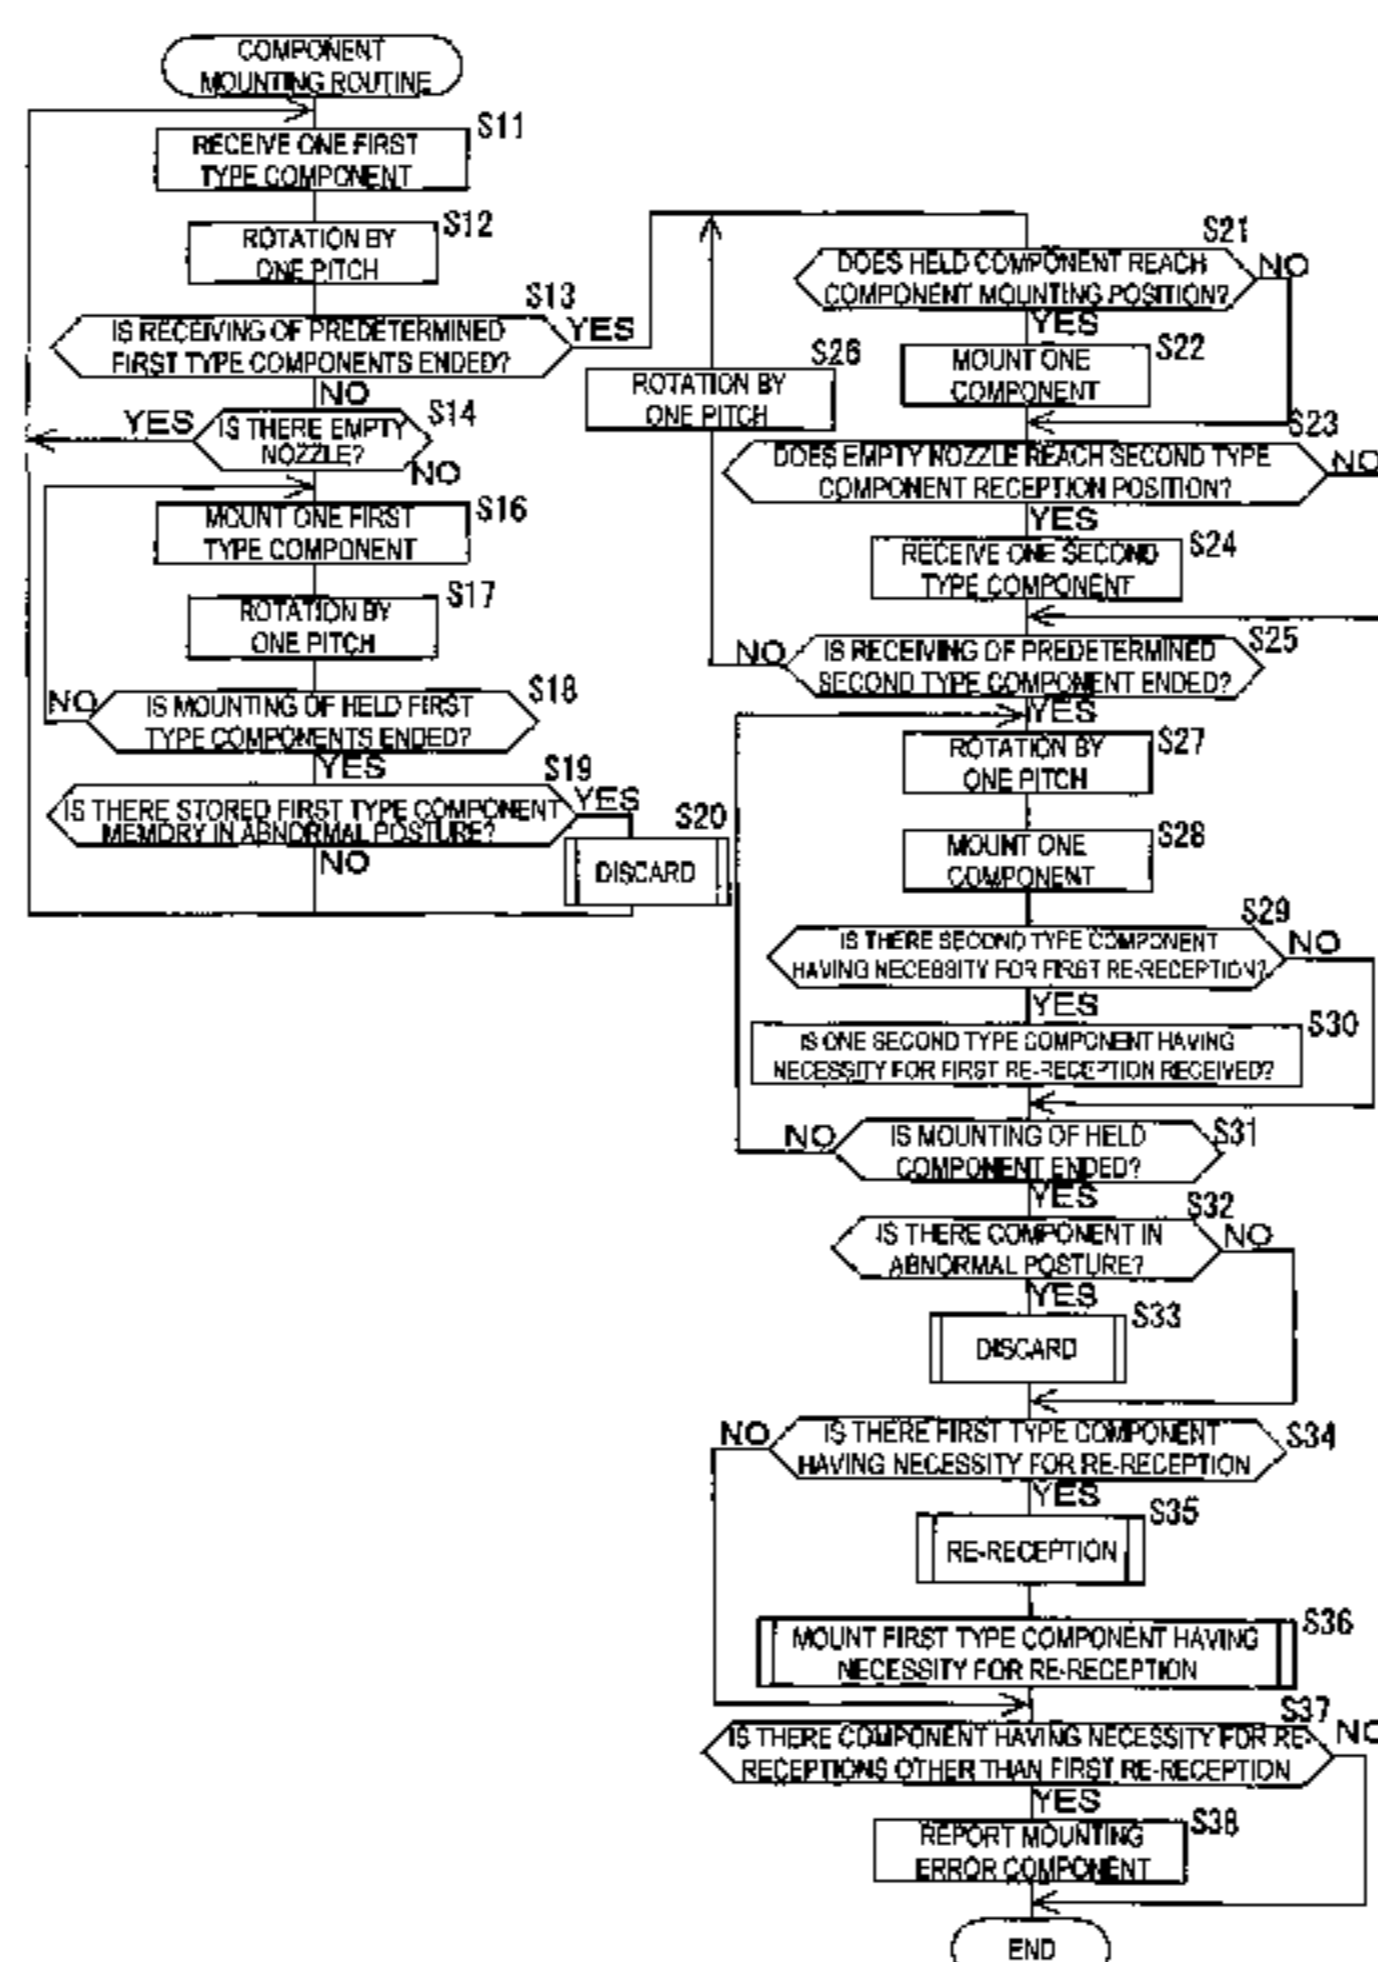 COMPONENT
MOUNTING ROUTINE
S11
RECEIVE ONE FIRST
TYPE COMPONENT
S12
ROTATION BY
ONE PITCH
S13
IS RECEIVING OF PREDETERMINED
FIRST TYPE COMPONENTS ENDED?
YES
NO
S14
YES
IS THERE EMPTY
NOZZLE?
NO
S16
MOUNT ONE FIRST
TYPE COMPONENT
S17
ROTATION BY
ONE PITCH
S18
NO
IS MOUNTING OF HELD FIRST
TYPE COMPONENTS ENDED?
YES
S19
IS THERE STORED FIRST TYPE COMPONENT
MEMORY IN ABNORMAL POSTURE?
YES
NO
S20
DISCARD
S21
DOES HELD COMPONENT REACH
COMPONENT MOUNTING POSITION?
NO
YES
S22
MOUNT ONE
COMPONENT
S26
ROTATION BY
ONE PITCH
S23
DOES EMPTY NOZZLE REACH SECOND TYPE
COMPONENT RECEPTION POSITION?
NO
YES
S24
RECEIVE ONE SECOND
TYPE COMPONENT
S25
NO
IS RECEIVING OF PREDETERMINED
SECOND TYPE COMPONENT ENDED?
YES
S27
ROTATION BY
ONE PITCH
S28
MOUNT ONE
COMPONENT
S29
IS THERE SECOND TYPE COMPONENT
HAVING NECESSITY FOR FIRST RE-RECEPTION?
NO
YES
S30
IS ONE SECOND TYPE COMPONENT HAVING
NECESSITY FOR FIRST RE-RECEPTION RECEIVED?
S31
NO
IS MOUNTING OF HELD
COMPONENT ENDED?
YES
S32
IS THERE COMPONENT IN
ABNORMAL POSTURE?
NO
YES
S33
DISCARD
S34
NO
IS THERE FIRST TYPE COMPONENT
HAVING NECESSITY FOR RE-RECEPTION
YES
S35
RE-RECEPTION
S36
MOUNT FIRST TYPE COMPONENT HAVING
NECESSITY FOR RE-RECEPTION
S37
IS THERE COMPONENT HAVING NECESSITY FOR RE-
RECEPTIONS OTHER THAN FIRST RE-RECEPTION
NO
YES
S38
REPORT MOUNTING
ERROR COMPONENT
END